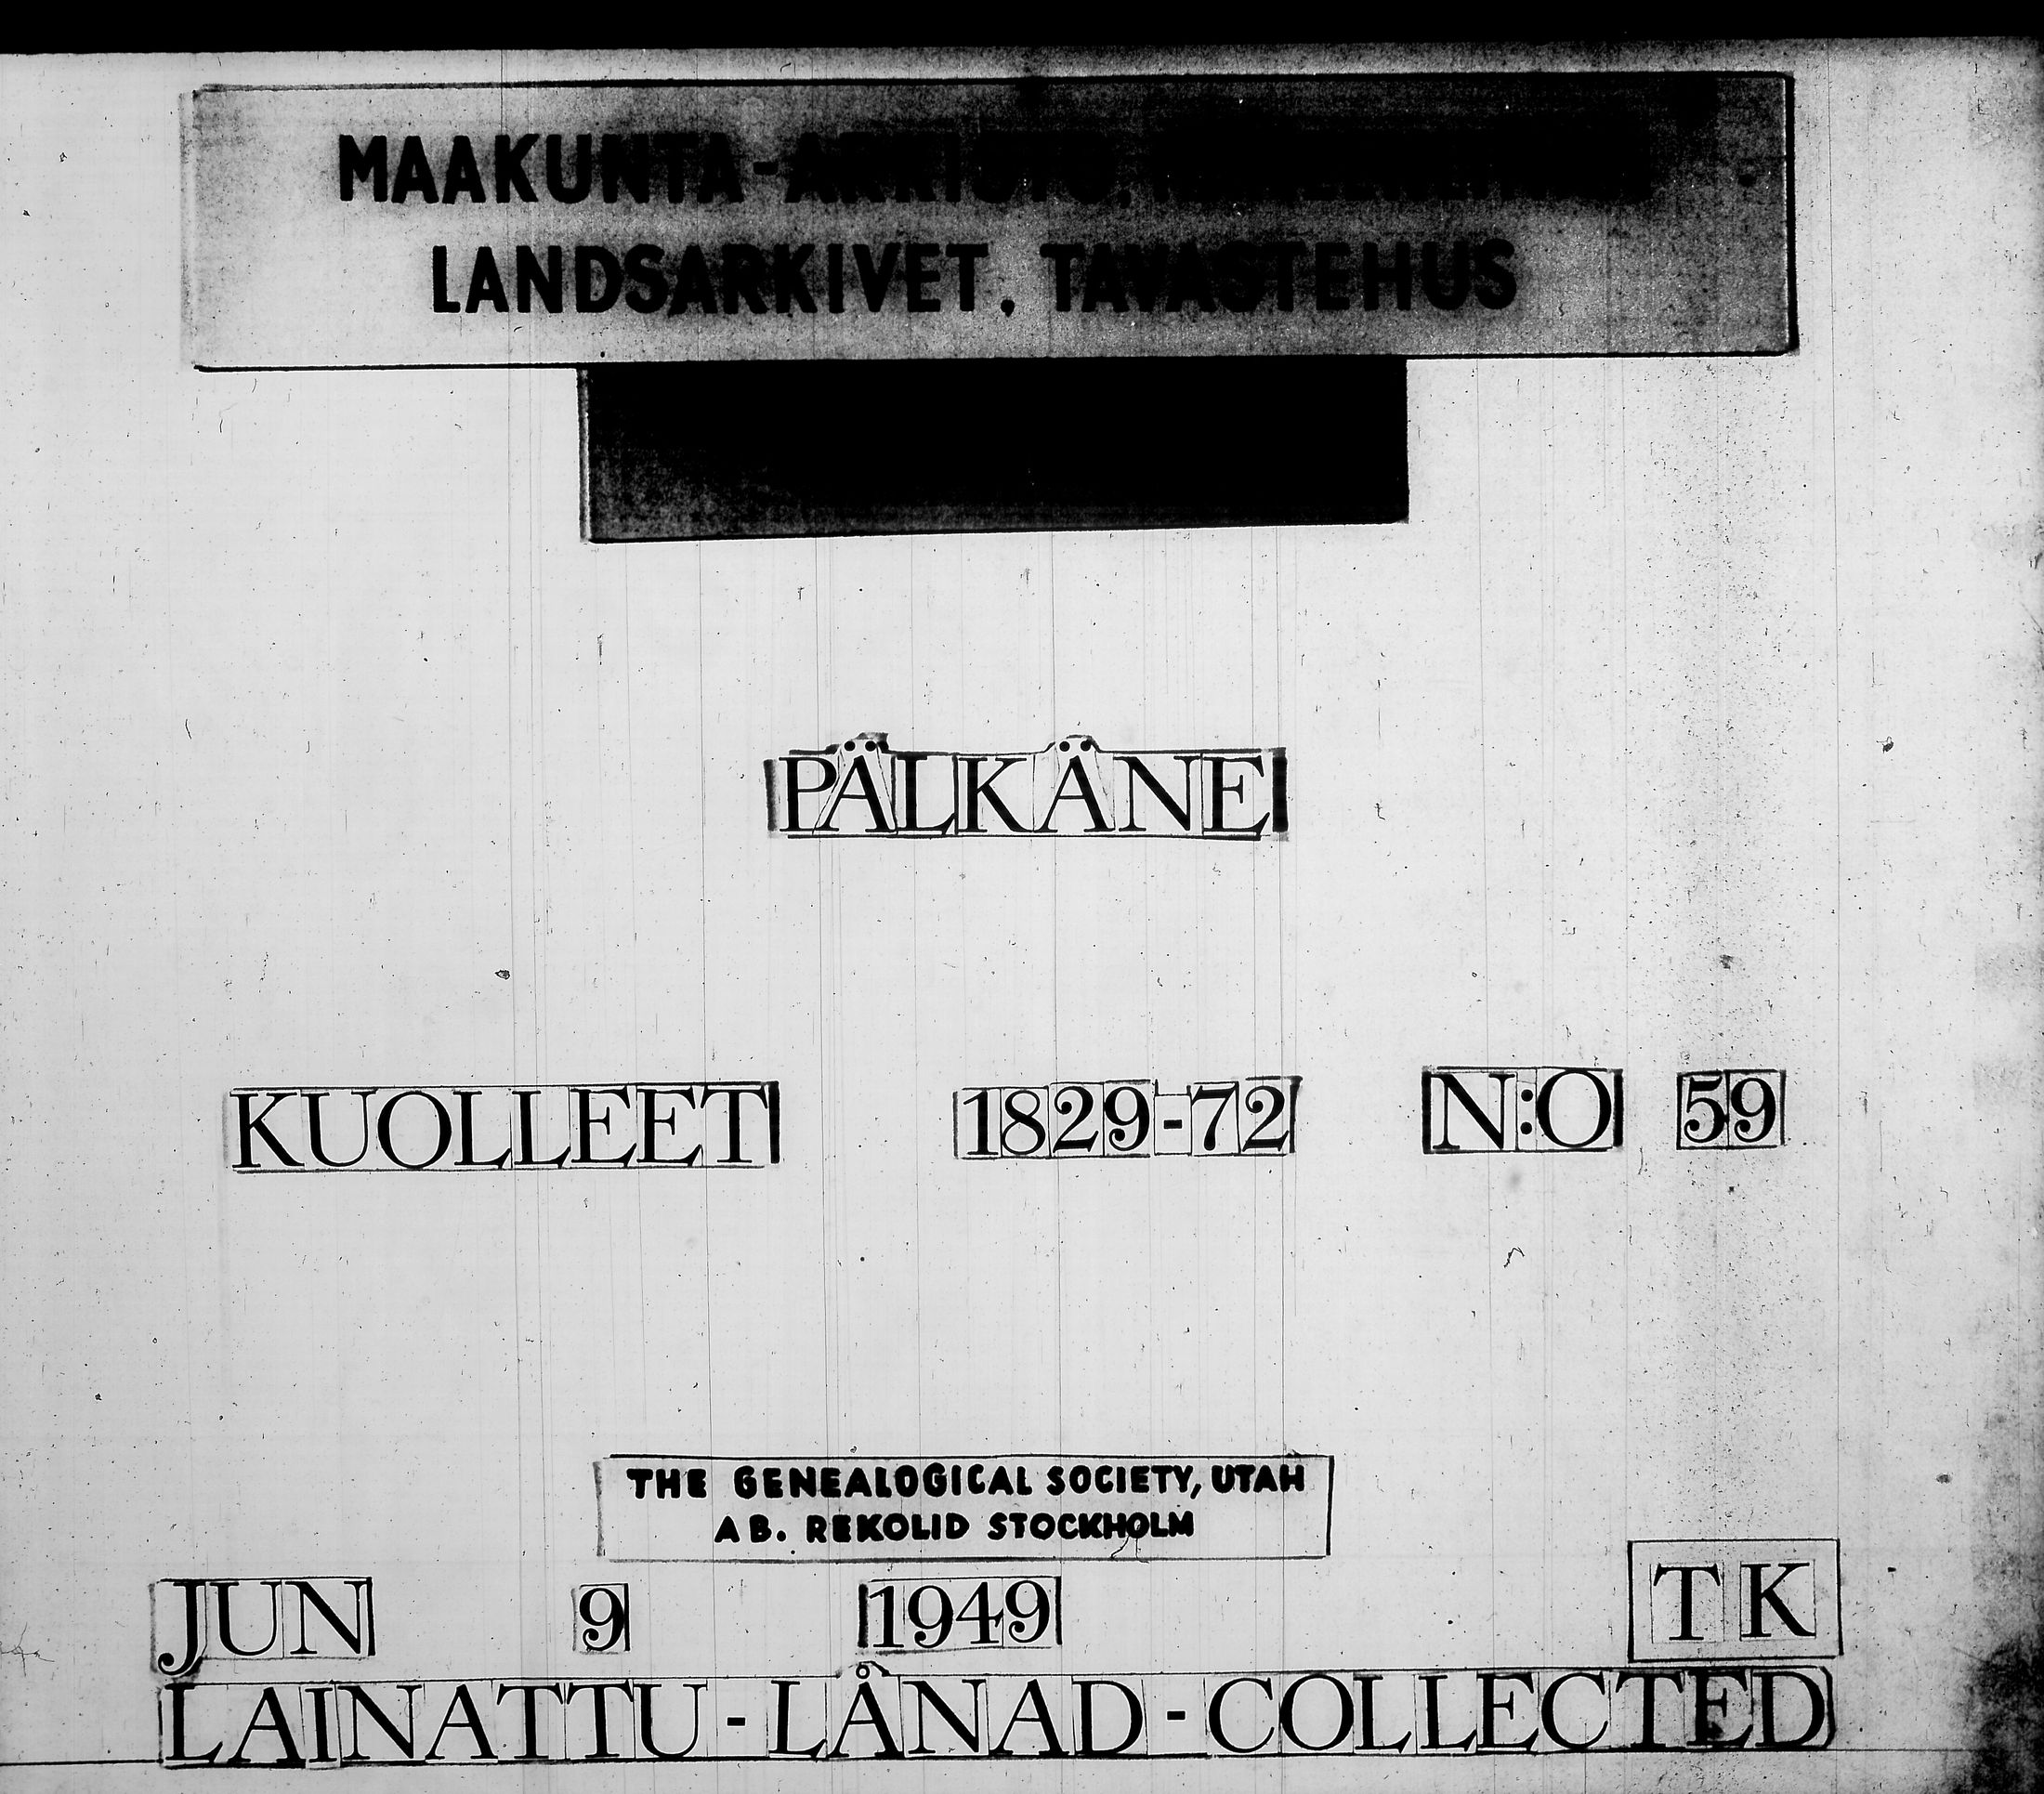 MAAKUNTA-ARKISTO,
LANDSARKIVET, TAVASTEHUS
PÄLKÄNE
KUOLLEET 1829-72 N:O 59
THE GENEALOGICAL SOCIETY, UTAH
AB. REKOLID STOCKHOLM
JUN 9 1949 TK
LAINATTU-LÅNAD-COLLECTED